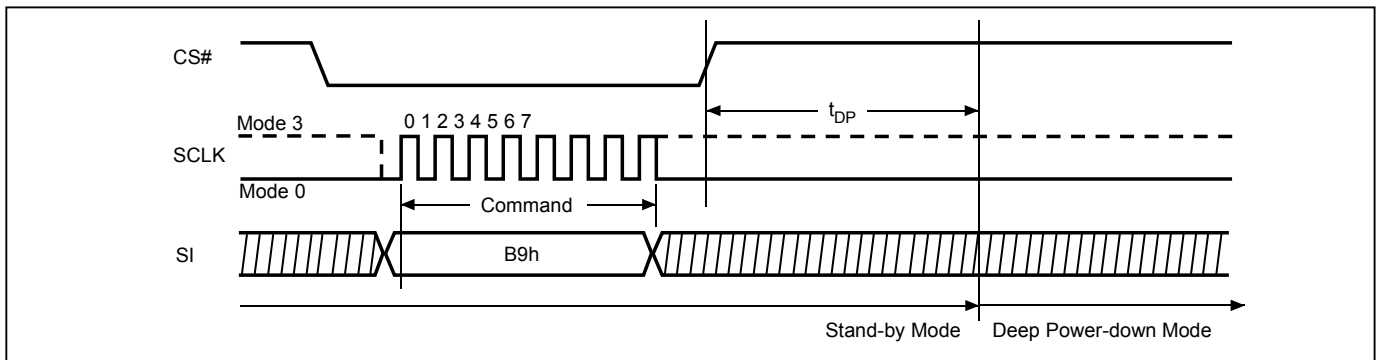 CS#
t_DP
Mode 3
0 1 2 3 4 5 6 7
SCLK
Mode 0
Command
SI
B9h
Stand-by Mode
Deep Power-down Mode